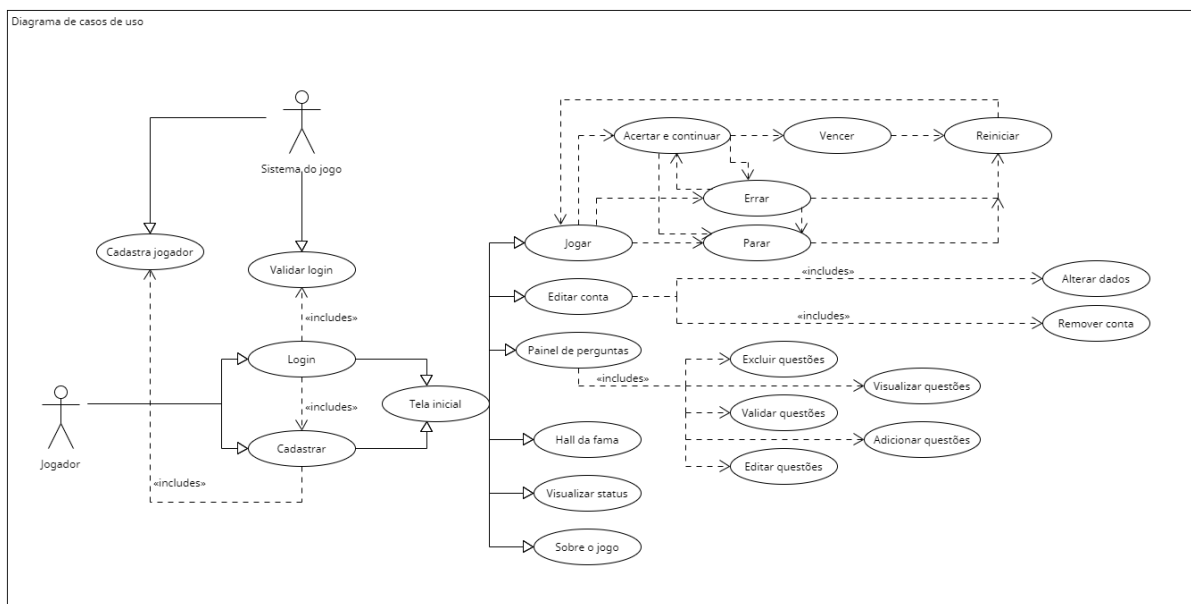 Diagrama de casos de uso
Acertar e continuar
Vencer
Reiniciar
Sistema do jogo
Errar
Cadastra jogador
Jogar
Parar
Validar login
«includes»
Alterar dados
Editar conta
«includes»
«includes»
Remover conta
Login
Painel de perguntas
Excluir questões
«includes»
Visualizar questões
Tela inicial
«includes»
Validar questões
Cadastrar
Hall da fama
Adicionar questões
Jogador
Editar questões
«includes»
Visualizar status
Sobre o jogo